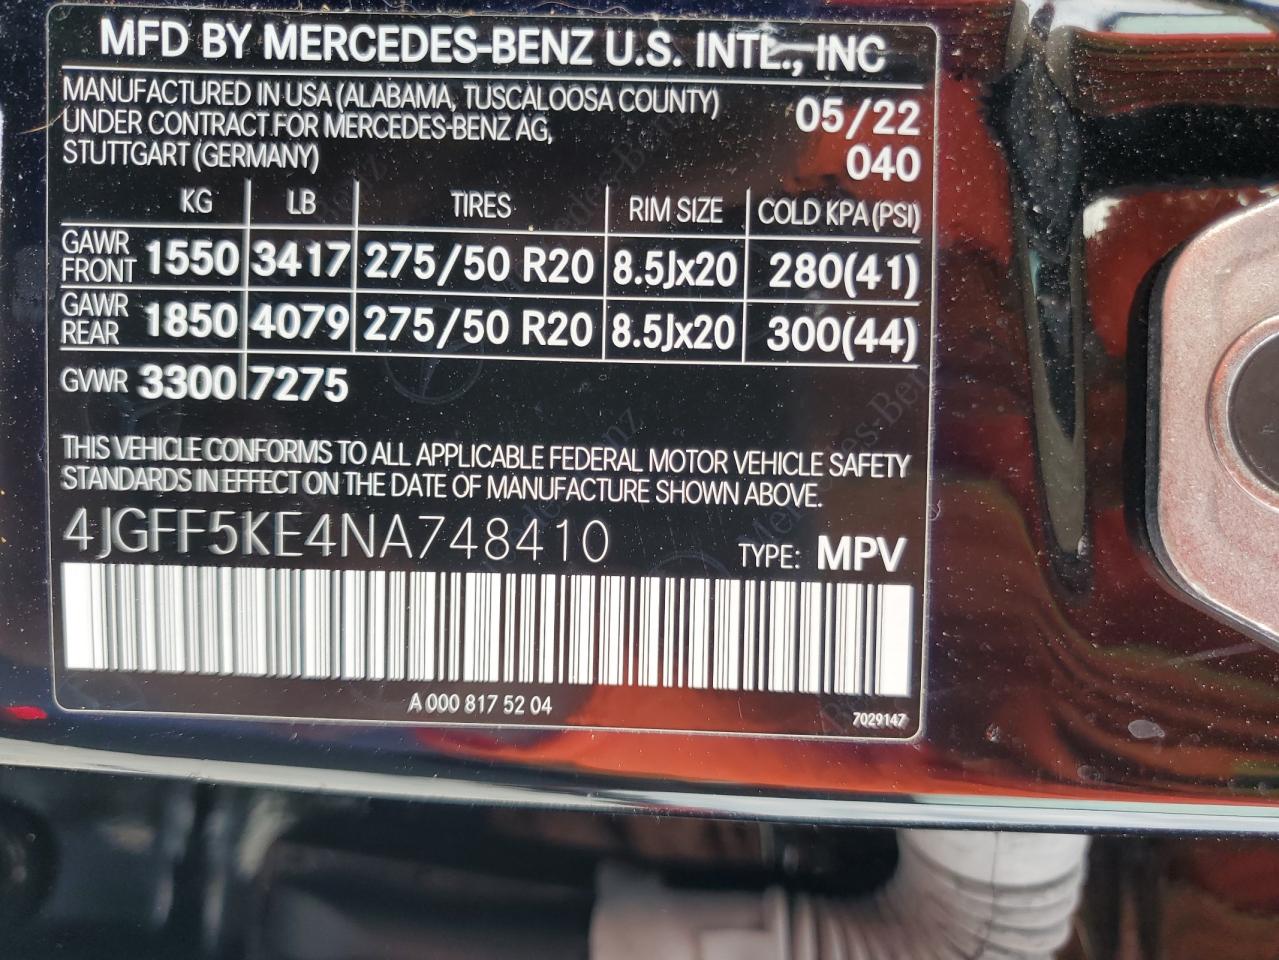 MFD BY MERCEDES-BENZ U.S. INTL., INC
MANUFACTURED IN USA (ALABAMA, TUSCALOOSA COUNTY) 05/22
UNDER CONTRACT FOR MERCEDES-BENZ AG,
STUTTGART (GERMANY) 040
KG LB TIRES RIM SIZE COLD KPA (PSI)
GAWR FRONT 1550 3417 275/50 R20 8.5Jx20 280(41)
GAWR REAR 1850 4079 275/50 R20 8.5Jx20 300(44)
GVWR 3300 7275
THIS VEHICLE CONFORMS TO ALL APPLICABLE FEDERAL MOTOR VEHICLE SAFETY
STANDARDS IN EFFECT ON THE DATE OF MANUFACTURE SHOWN ABOVE.
4JGFF5KE4NA748410 TYPE: MPV
A 000 817 52 04
7029147